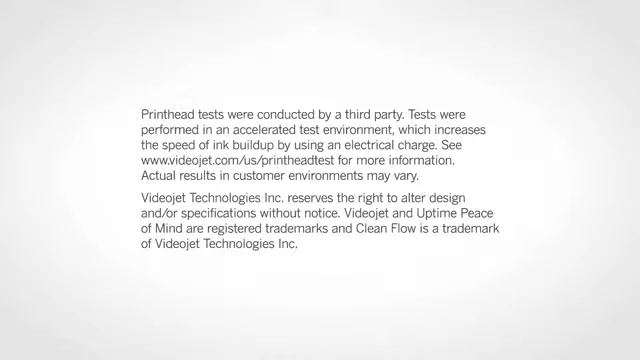 Printhead tests were conducted by a third party. Tests were
performed in an accelerated test environment, which increases
the speed of ink buildup by using an electrical charge. See
www.videojet.com/us/printheadtest for more information.
Actual results in customer environments may vary.
Videojet Technologies Inc. reserves the right to alter design
and/or specifications without notice. Videojet and Uptime Peace
of Mind are registered trademarks and Clean Flow is a trademark
of Videojet Technologies Inc.